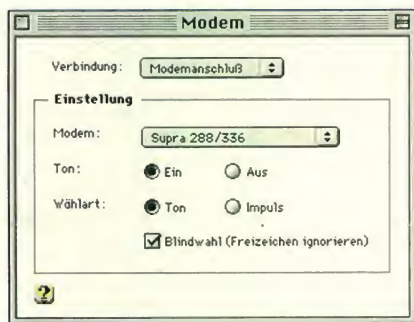 Modem
Verbindung: Modemanschluß
Einstellung
Modem: Supra 288/336
Ton: Ein Aus
Wählart: Ton Impuls
Blindwahl (Freizeichen ignorieren)
?